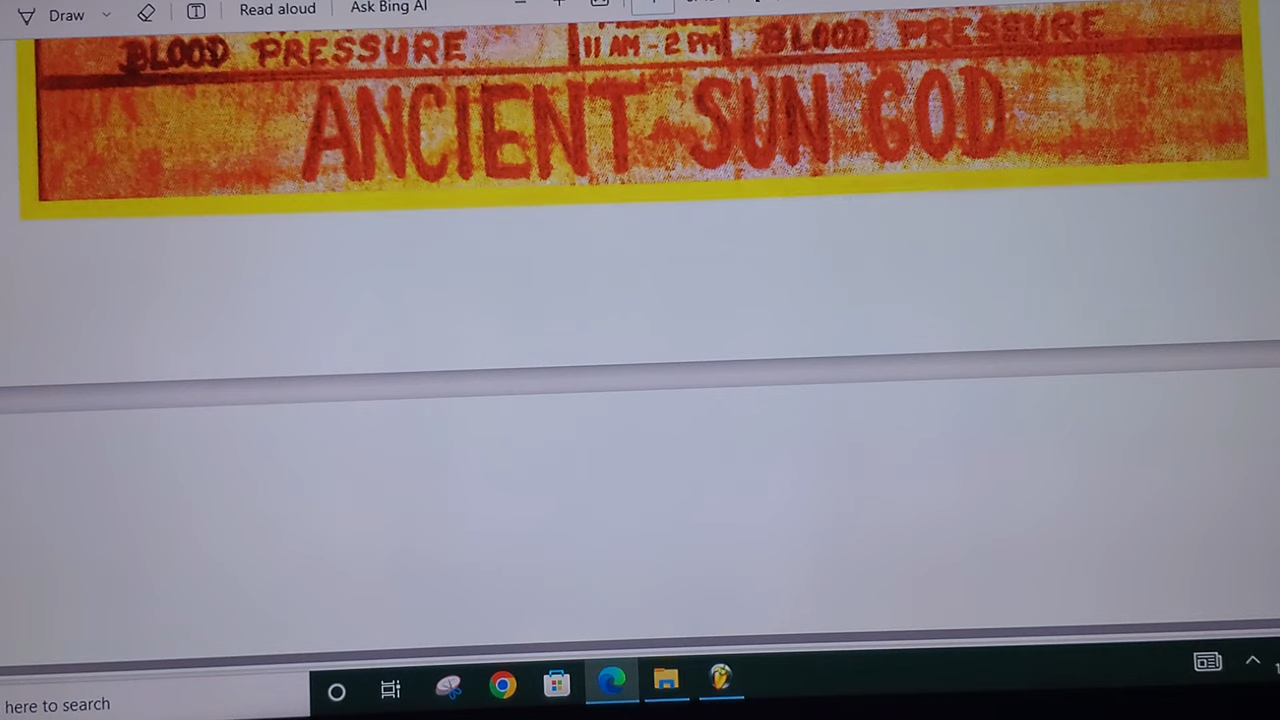 Draw
Read aloud
Ask Bing AI
BLOOD PRESSURE
11 AM - 2 PM
BLOOD PRESSURE
ANCIENT SUN GOD
here to search